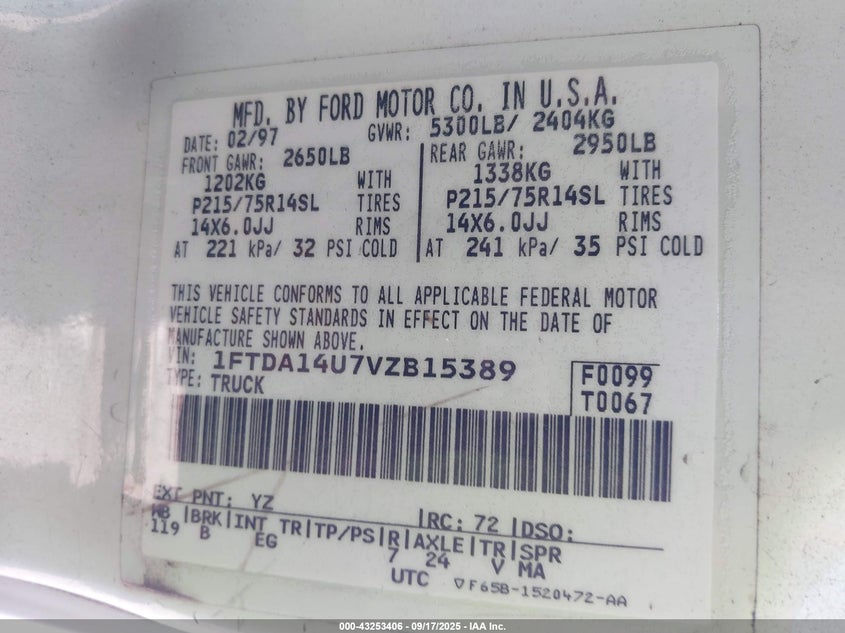 MFD. BY FORD MOTOR CO. IN U.S.A.
DATE: 02/97 GVWR: 5300LB/ 2404KG
FRONT GAWR: 2650LB
1202KG WITH
P215/75R14SL TIRES
14X6.0JJ RIMS
AT 221 kPa/ 32 PSI COLD
REAR GAWR: 2950LB
1338KG WITH
P215/75R14SL TIRES
14X6.0JJ RIMS
AT 241 kPa/ 35 PSI COLD
THIS VEHICLE CONFORMS TO ALL APPLICABLE FEDERAL MOTOR
VEHICLE SAFETY STANDARDS IN EFFECT ON THE DATE OF
MANUFACTURE SHOWN ABOVE.
VIN: 1FTDA14U7VZB15389
TYPE: TRUCK
F0099
T0067
EXT PNT: YZ RC: 72 DSO:
WB BRK INT TR TP/PS R AXLE TR SPR
119 B EG 7 24 V MA
UTC F65B-1520472-AA
000-43253406 - 09/17/2025 - IAA Inc.